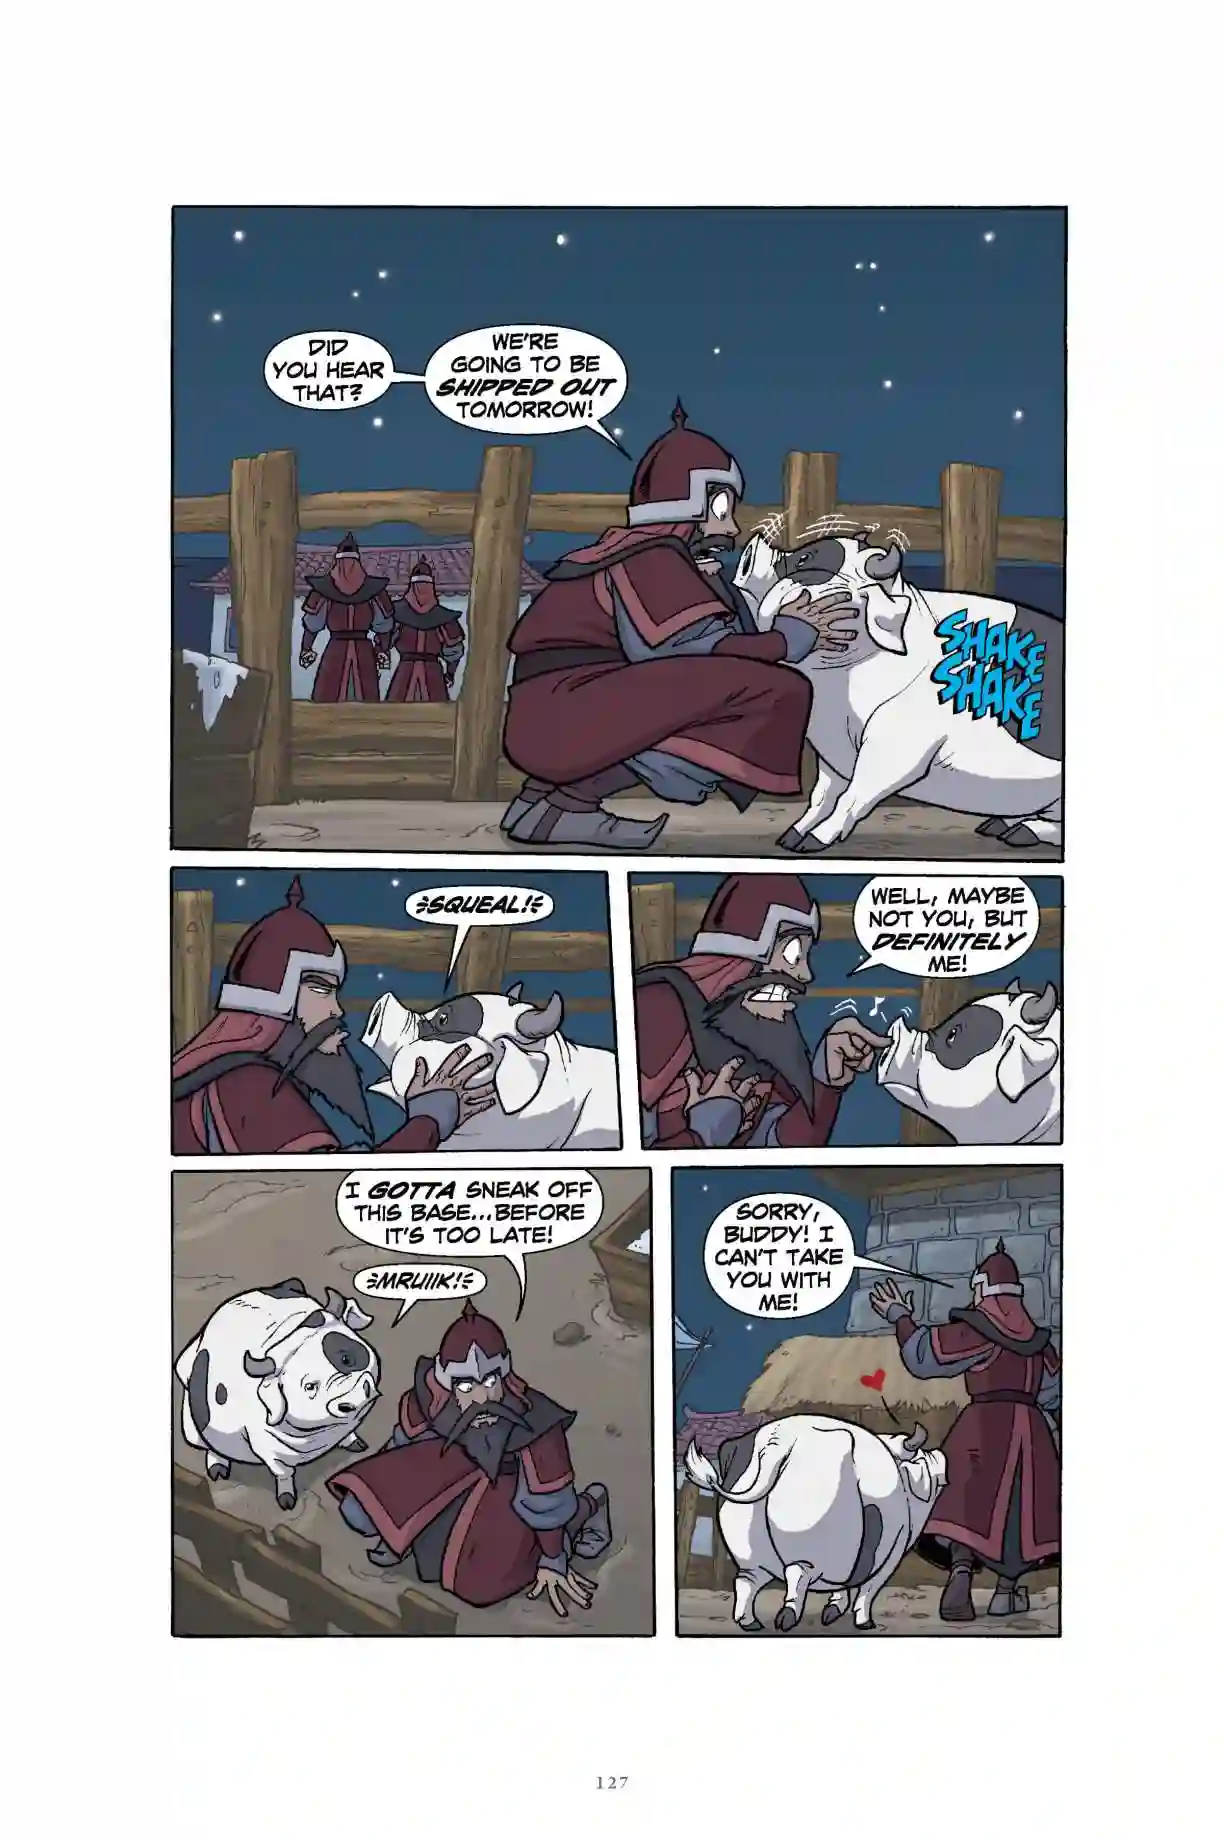 DID
YOU HEAR
THAT?
WE'RE
GOING TO BE
SHIPPED OUT
TOMORROW!
SHAKE
SHAKE
SQUEAL!
WELL, MAYBE
NOT YOU, BUT
DEFINITELY
ME!
I GOTTA SNEAK OFF
THIS BASE...BEFORE
IT'S TOO LATE!
MRUIIK!
SORRY,
BUDDY! I
CAN'T TAKE
YOU WITH
ME!
127